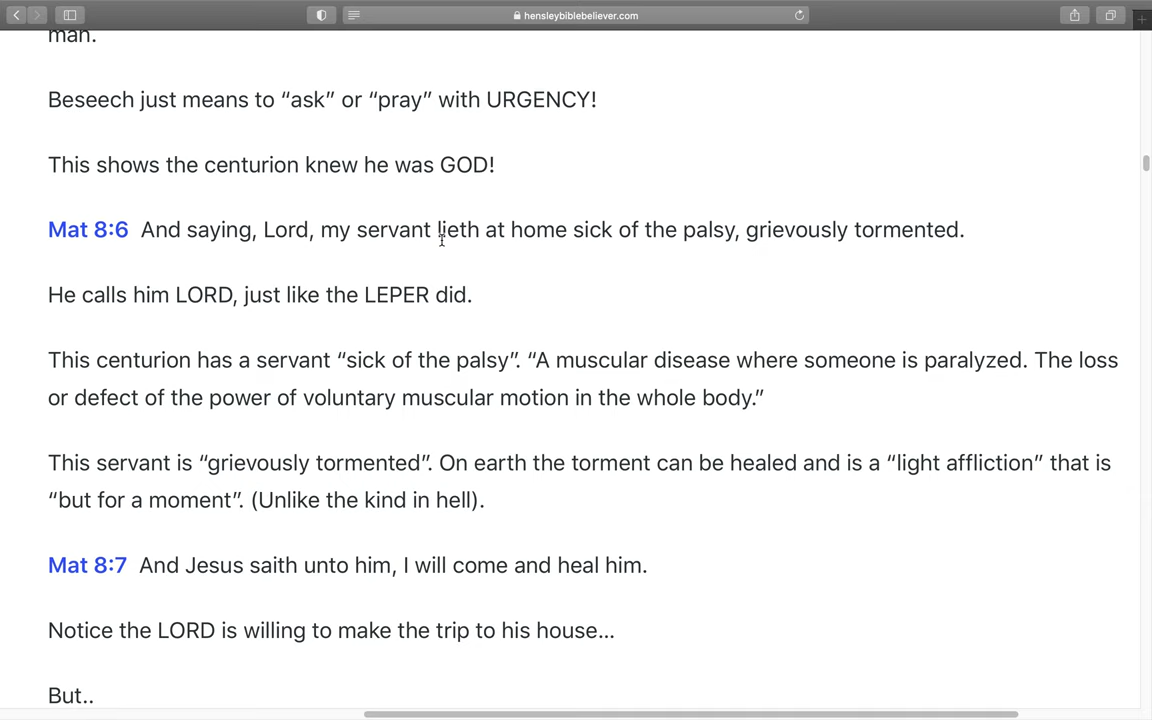 hensleybiblebeliever.com
man.
Beseech just means to “ask” or “pray” with URGENCY!
This shows the centurion knew he was GOD!
Mat 8:6 And saying, Lord, my servant lieth at home sick of the palsy, grievously tormented.
He calls him LORD, just like the LEPER did.
This centurion has a servant “sick of the palsy”. “A muscular disease where someone is paralyzed. The loss
or defect of the power of voluntary muscular motion in the whole body.”
This servant is “grievously tormented”. On earth the torment can be healed and is a “light affliction” that is
“but for a moment”. (Unlike the kind in hell).
Mat 8:7 And Jesus saith unto him, I will come and heal him.
Notice the LORD is willing to make the trip to his house...
But..